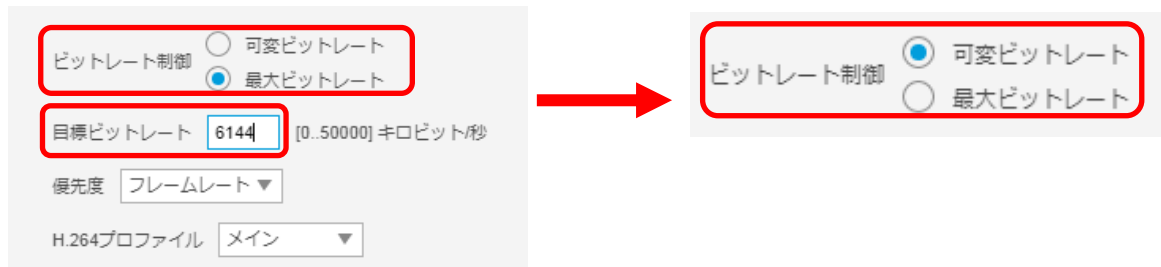 ビットレート制御
可変ビットレート
最大ビットレート
目標ビットレート 6144 [0..50000] キロビット/秒
優先度 フレームレート ▼
H.264プロファイル メイン ▼
ビットレート制御
可変ビットレート
最大ビットレート